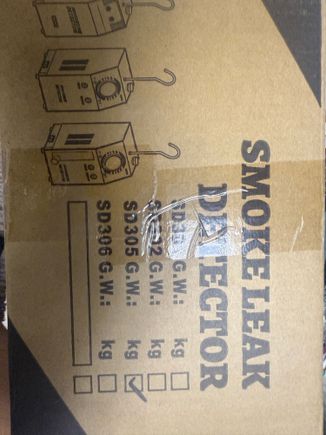 SMOKE LEAK
DETECTOR
G.W.: kg
G.W.: kg
SD305 G.W.: kg ✓
SD306 G.W.: kg